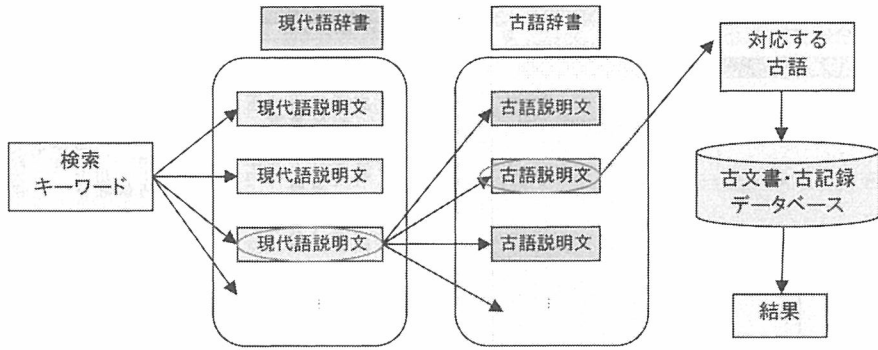 現代語辞書
古語辞書
対応する
古語
検索
キーワード
現代語説明文
現代語説明文
現代語説明文
⋮
古語説明文
古語説明文
古語説明文
⋮
古文書・古記録
データベース
結果